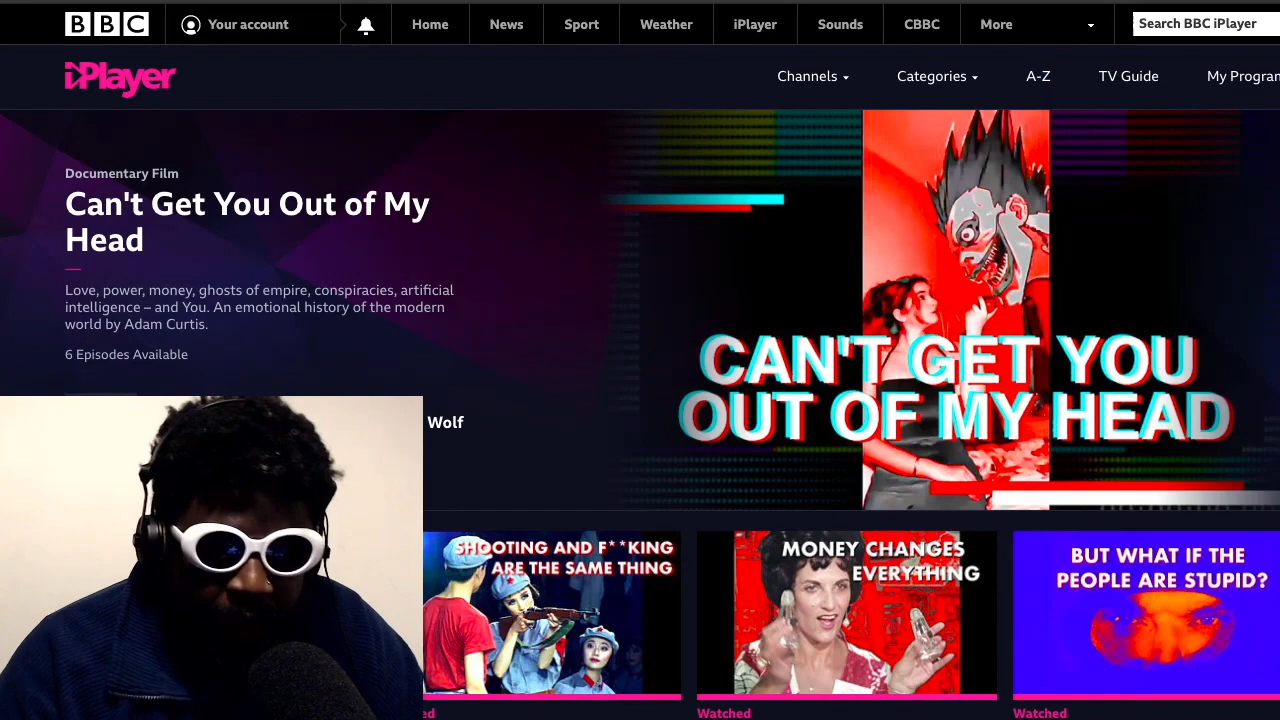 BBC
Your account
Home
News
Sport
Weather
iPlayer
Sounds
CBBC
More
Search BBC iPlayer
iPlayer
Channels
Categories
A-Z
TV Guide
My Program
Documentary Film
Can't Get You Out of My
Head
Love, power, money, ghosts of empire, conspiracies, artificial
intelligence – and You. An emotional history of the modern
world by Adam Curtis.
6 Episodes Available
Wolf
CAN'T GET YOU
OUT OF MY HEAD
SHOOTING AND F**KING
ARE THE SAME THING
MONEY CHANGES
EVERYTHING
BUT WHAT IF THE
PEOPLE ARE STUPID?
ed
Watched
Watched